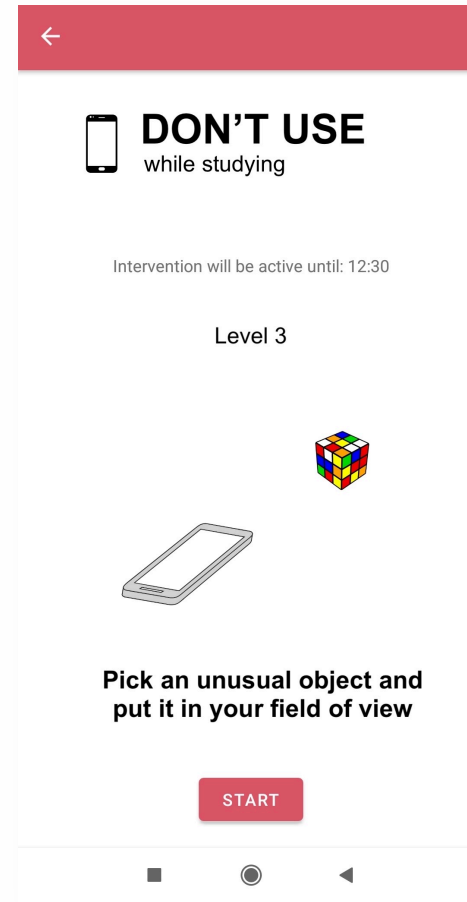 DON'T USE
while studying
Intervention will be active until: 12:30
Level 3
Pick an unusual object and
put it in your field of view
START